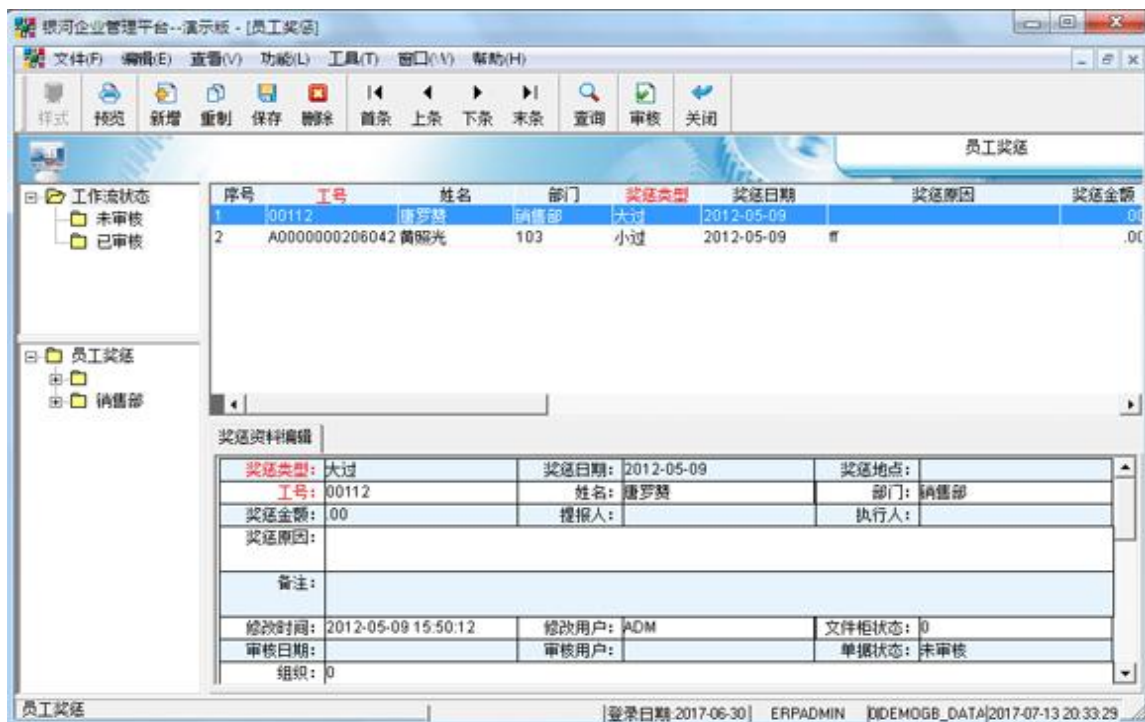 银河企业管理平台--演示版 - [员工奖惩]
文件(F) 编辑(E) 查看(V) 功能(L) 工具(T) 窗口(W) 帮助(H)
样式 预览 新增 重制 保存 删除 首条 上条 下条 末条 查询 审核 关闭
员工奖惩
工作流状态
未审核
已审核
员工奖惩
销售部
序号 工号 姓名 部门 奖惩类型 奖惩日期 奖惩原因 奖惩金额
1 00112 唐罗赞 销售部 大过 2012-05-09 .00
2 A0000000206042 黄照光 103 小过 2012-05-09 ff .00
奖惩资料编辑
奖惩类型: 大过 奖惩日期: 2012-05-09 奖惩地点:
工号: 00112 姓名: 唐罗赞 部门: 销售部
奖惩金额: .00 提报人: 执行人:
奖惩原因:
备注:
修改时间: 2012-05-09 15:50:12 修改用户: ADM 文件柜状态: 0
审核日期: 审核用户: 单据状态: 未审核
组织: 0
员工奖惩 登录日期:2017-06-30 ERPADMIN DIDEMOGB_DATA 2017-07-13 20:33:29